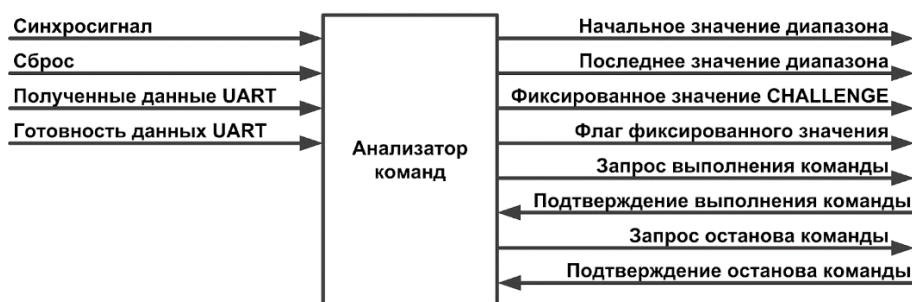 Синхросигнал
Сброс
Полученные данные UART
Готовность данных UART
Анализатор
команд
Начальное значение диапазона
Последнее значение диапазона
Фиксированное значение CHALLENGE
Флаг фиксированного значения
Запрос выполнения команды
Подтверждение выполнения команды
Запрос останова команды
Подтверждение останова команды